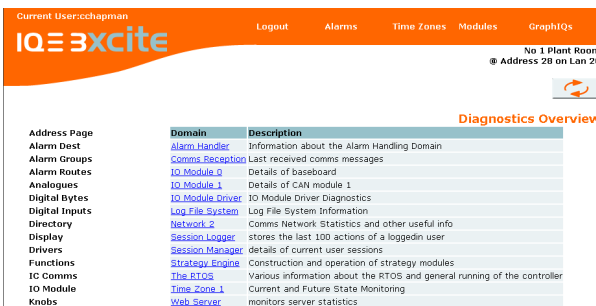 Current User:cchapman
Logout Alarms Time Zones Modules GraphIQs
IQ3xcite
No 1 Plant Room
@ Address 28 on Lan
Diagnostics Overview
Address Page Domain Description
Alarm Dest Alarm Handler Information about the Alarm Handling Domain
Alarm Groups Comms Reception Last received comms messages
Alarm Routes IO Module 0 Details of baseboard
Analogues IO Module 1 Details of CAN module 1
Digital Bytes IO Module Driver IO Module Driver Diagnostics
Digital Inputs Log File System Log File System Information
Directory Network 2 Comms Network Statistics and other useful info
Display Session Logger stores the last 100 actions of a loggedin user
Drivers Session Manager details of current user sessions
Functions Strategy Engine Construction and operation of strategy modules
IC Comms The RTOS Various information about the RTOS and general running of the controller
IO Module Time Zone 1 Current and Future State Monitoring
Knobs Web Server monitors server statistics